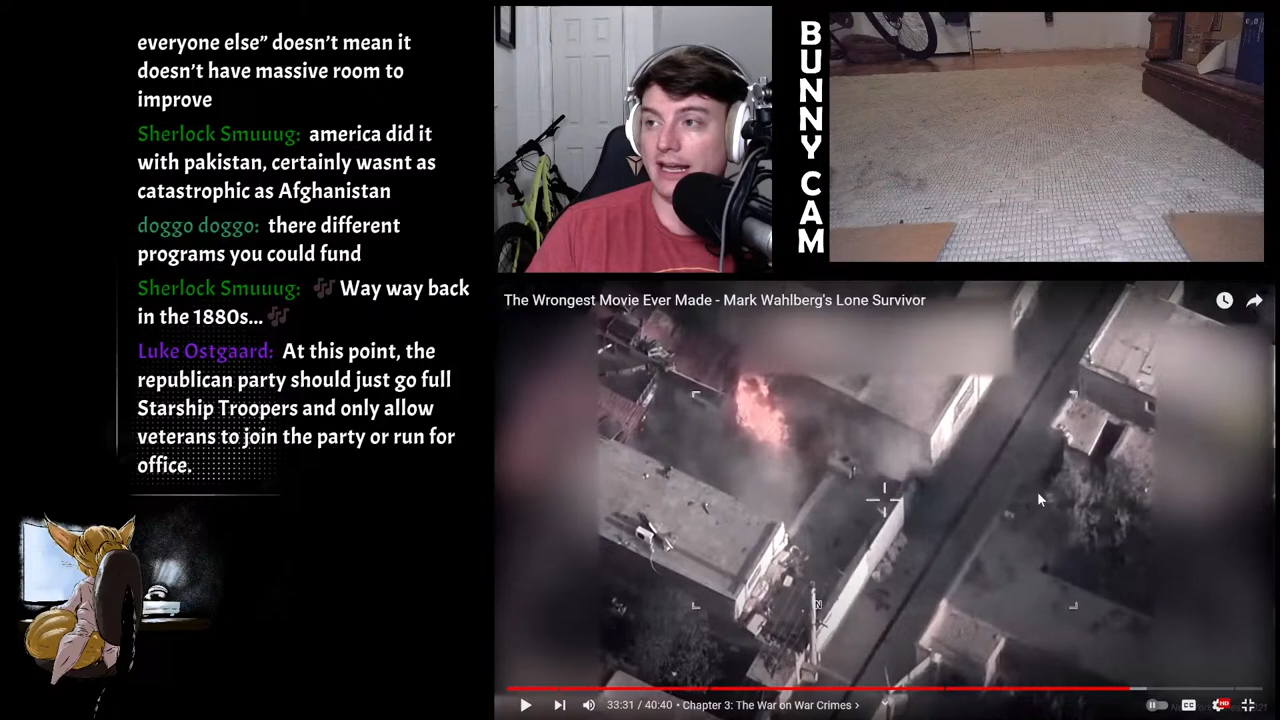 everyone else” doesn’t mean it
doesn’t have massive room to
improve
Sherlock Smuuug: america did it
with pakistan, certainly wasnt as
catastrophic as Afghanistan
doggo doggo: there different
programs you could fund
Sherlock Smuuug: 🎶 Way way back
in the 1880s... 🎶
Luke Ostgaard: At this point, the
republican party should just go full
Starship Troopers and only allow
veterans to join the party or run for
office.
BUNNY CAM
The Wrongest Movie Ever Made - Mark Wahlberg's Lone Survivor
33:31 / 40:40 • Chapter 3: The War on War Crimes ›
CC
HD